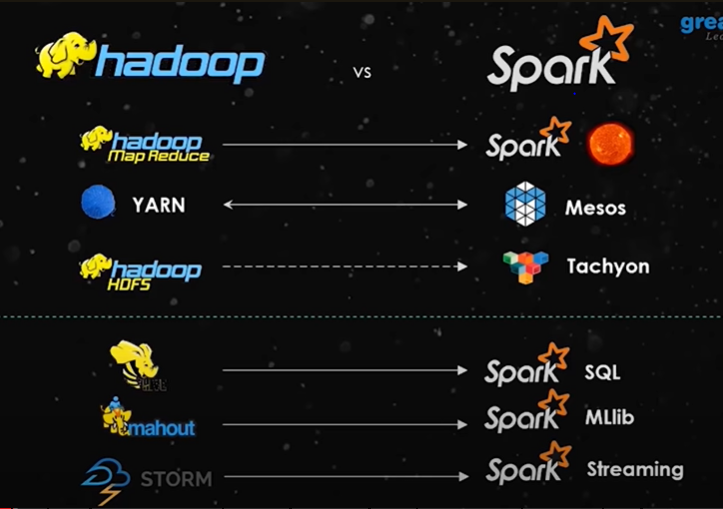 hadoop vs Spark
hadoop Map Reduce Spark
YARN Mesos
hadoop HDFS Tachyon
Spark SQL
mahout Spark MLlib
STORM Spark Streaming